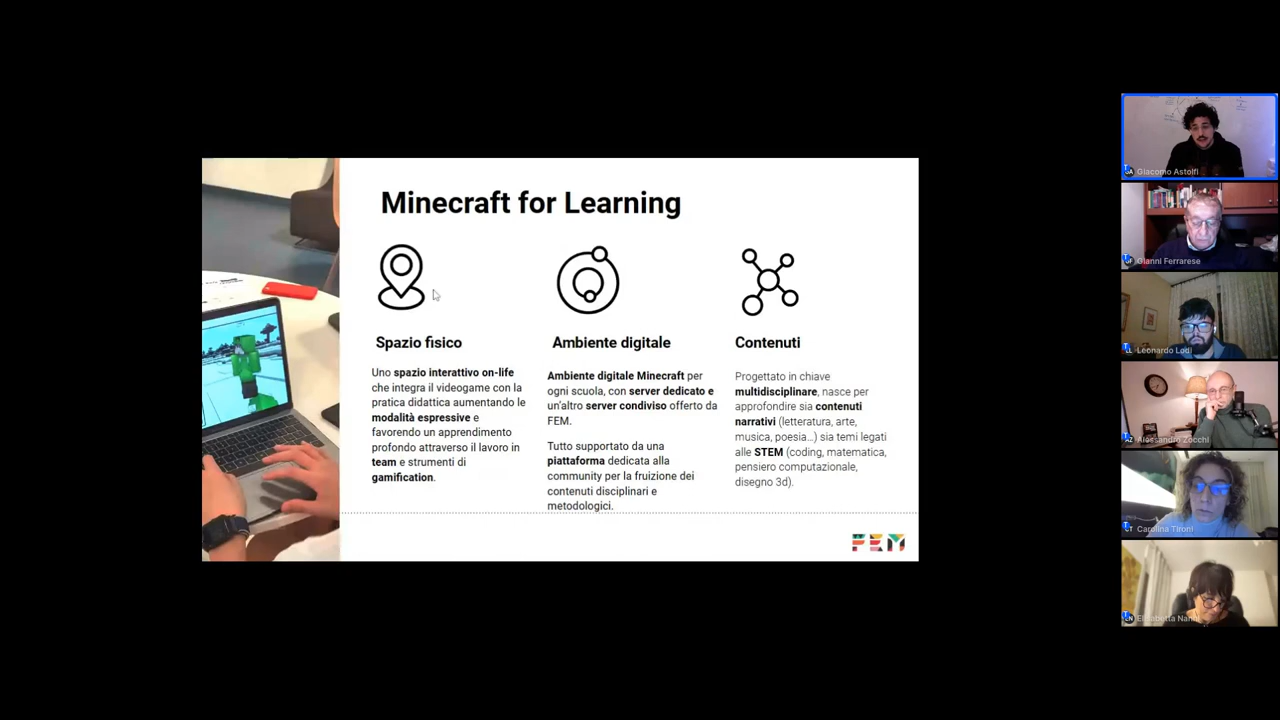 Minecraft for Learning
Spazio fisico
Uno spazio interattivo on-life
che integra il videogame con la
pratica didattica aumentando le
modalità espressive e
favorendo un apprendimento
profondo attraverso il lavoro in
team e strumenti di
gamification.
Ambiente digitale
Ambiente digitale Minecraft per
ogni scuola, con server dedicato e
un'altro server condiviso offerto da
FEM.
Tutto supportato da una
piattaforma dedicata alla
community per la fruizione dei
contenuti disciplinari e
metodologici.
Contenuti
Progettato in chiave
multidisciplinare, nasce per
approfondire sia contenuti
narrativi (letteratura, arte,
musica, poesia…) sia temi legati
alle STEM (coding, matematica,
pensiero computazionale,
disegno 3d).
FEM
Giacomo Astolfi
Gianni Ferrarese
Leonardo Lodi
Alessandro Zocchi
Carolina Tironi
Elisabetta Nanni